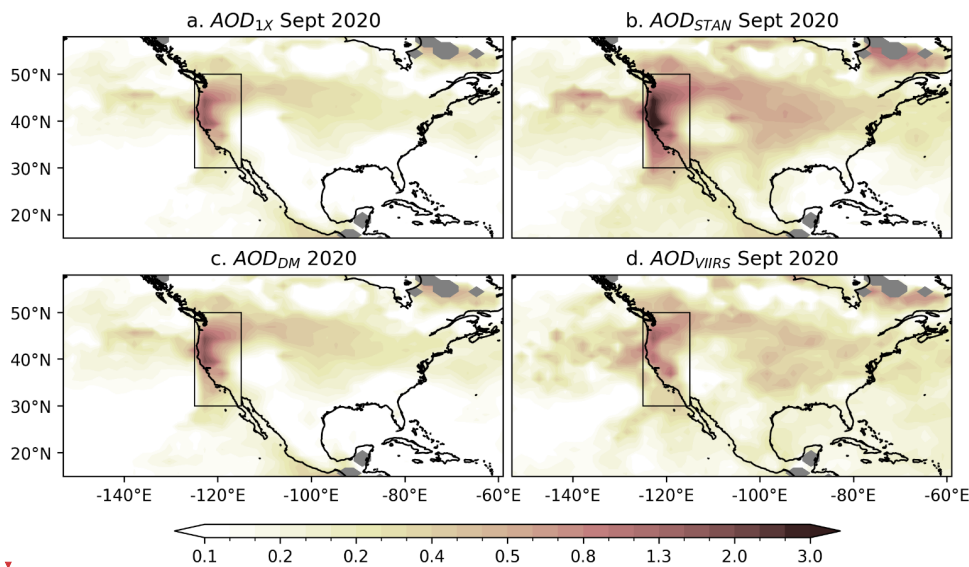 a. AOD1X Sept 2020
b. AODSTAN Sept 2020
50°N
40°N
30°N
20°N
c. AODDM 2020
d. AODVIIRS Sept 2020
50°N
40°N
30°N
20°N
-140°E -120°E -100°E -80°E -60°E
-140°E -120°E -100°E -80°E -60°E
0.1 0.2 0.2 0.4 0.5 0.8 1.3 2.0 3.0